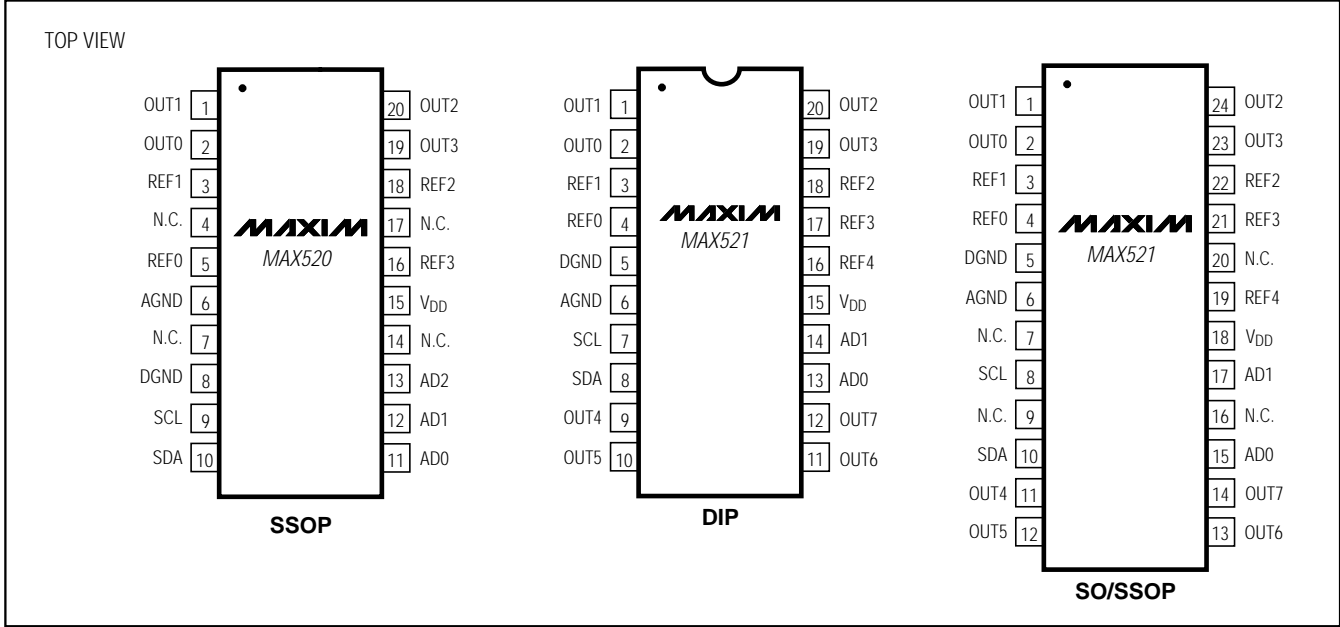 TOP VIEW
OUT1 1 20 OUT2
OUT0 2 19 OUT3
REF1 3 18 REF2
N.C. 4 17 N.C.
REF0 5 16 REF3
AGND 6 15 VDD
N.C. 7 14 N.C.
DGND 8 13 AD2
SCL 9 12 AD1
SDA 10 11 AD0
MAXIM
MAX520
SSOP
OUT1 1 20 OUT2
OUT0 2 19 OUT3
REF1 3 18 REF2
REF0 4 17 REF3
DGND 5 16 REF4
AGND 6 15 VDD
SCL 7 14 AD1
SDA 8 13 AD0
OUT4 9 12 OUT7
OUT5 10 11 OUT6
MAXIM
MAX521
DIP
OUT1 1 24 OUT2
OUT0 2 23 OUT3
REF1 3 22 REF2
REF0 4 21 REF3
DGND 5 20 N.C.
AGND 6 19 REF4
N.C. 7 18 VDD
SCL 8 17 AD1
N.C. 9 16 N.C.
SDA 10 15 AD0
OUT4 11 14 OUT7
OUT5 12 13 OUT6
MAXIM
MAX521
SO/SSOP